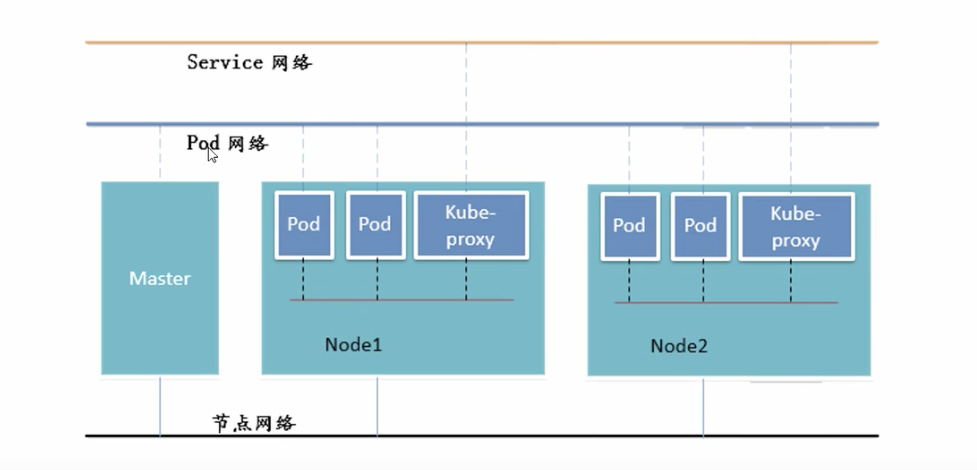 Service 网络
Pod 网络
Master
Pod
Pod
Kube-
proxy
Node1
Pod
Pod
Kube-
proxy
Node2
节点网络